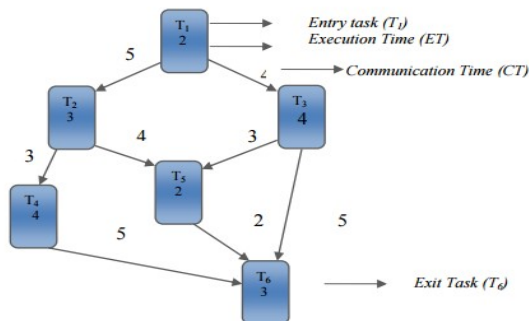 T1
2
Entry task (T1)
Execution Time (ET)
5
4
Communication Time (CT)
T2
3
T3
4
4
3
3
T5
2
T4
4
2
5
5
T6
3
Exit Task (T6)